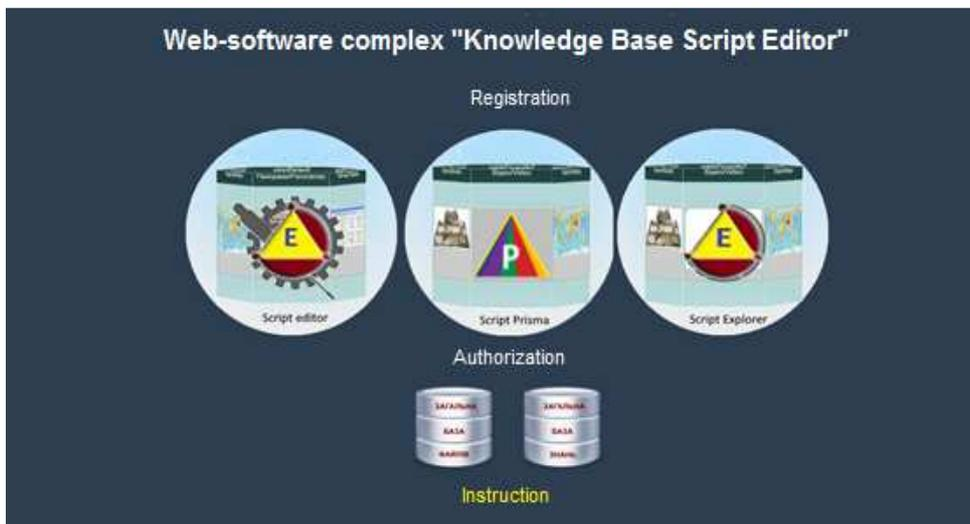 Web-software complex "Knowledge Base Script Editor"
Registration
E
Script editor
P
Script Prisma
E
Script Explorer
Authorization
ЗАГАЛЬНА
БАЗА
ФАЙЛІВ
ЗАГАЛЬНА
БАЗА
ЗНАНЬ
Instruction